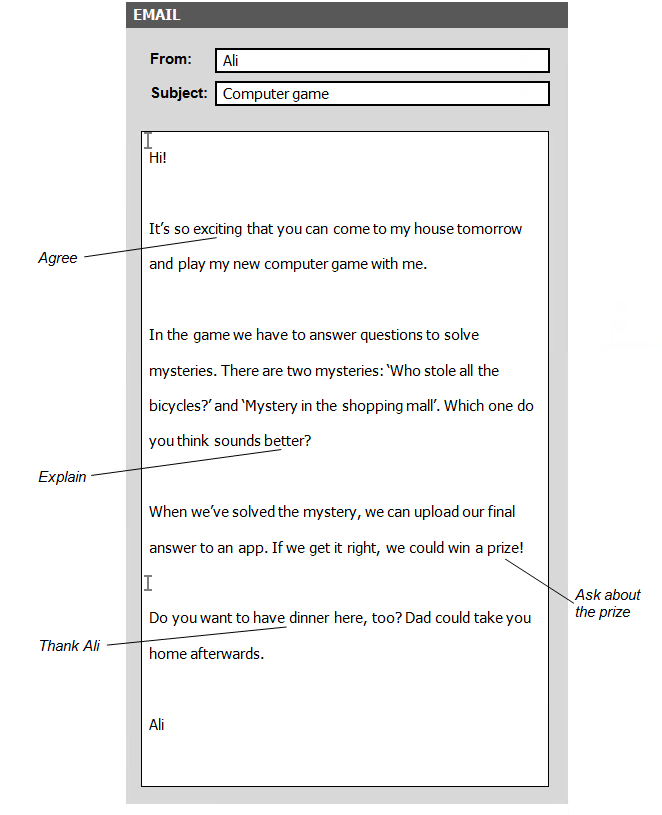 EMAIL
From: Ali
Subject: Computer game
Hi!
It's so exciting that you can come to my house tomorrow
Agree
and play my new computer game with me.
In the game we have to answer questions to solve
mysteries. There are two mysteries: ‘Who stole all the
bicycles?’ and ‘Mystery in the shopping mall’. Which one do
you think sounds better?
Explain
When we’ve solved the mystery, we can upload our final
answer to an app. If we get it right, we could win a prize!
Ask about
the prize
Do you want to have dinner here, too? Dad could take you
Thank Ali
home afterwards.
Ali